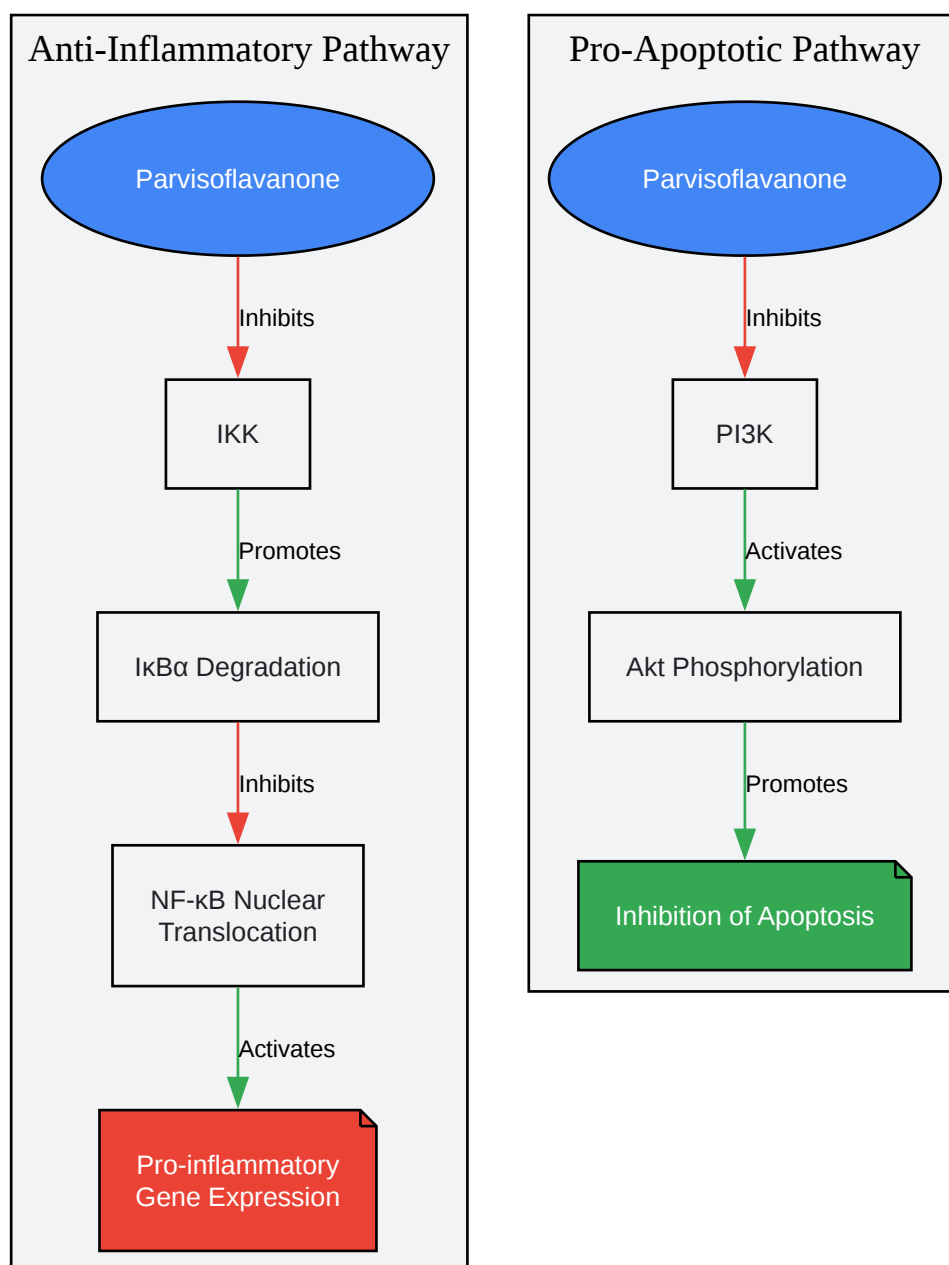 Anti-Inflammatory Pathway
Parvisoflavanone
Inhibits
IKK
Promotes
IκBα Degradation
Inhibits
NF-κB Nuclear
Translocation
Activates
Pro-inflammatory
Gene Expression
Pro-Apoptotic Pathway
Parvisoflavanone
Inhibits
PI3K
Activates
Akt Phosphorylation
Promotes
Inhibition of Apoptosis